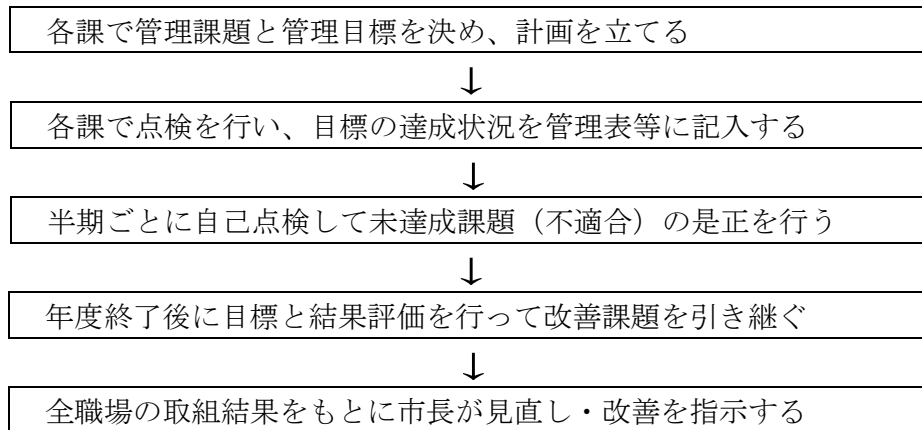 各課で管理課題と管理目標を決め、計画を立てる
↓
各課で点検を行い、目標の達成状況を管理表等に記入する
↓
半期ごとに自己点検して未達成課題（不適合）の是正を行う
↓
年度終了後に目標と結果評価を行って改善課題を引き継ぐ
↓
全職場の取組結果をもとに市長が見直し・改善を指示する